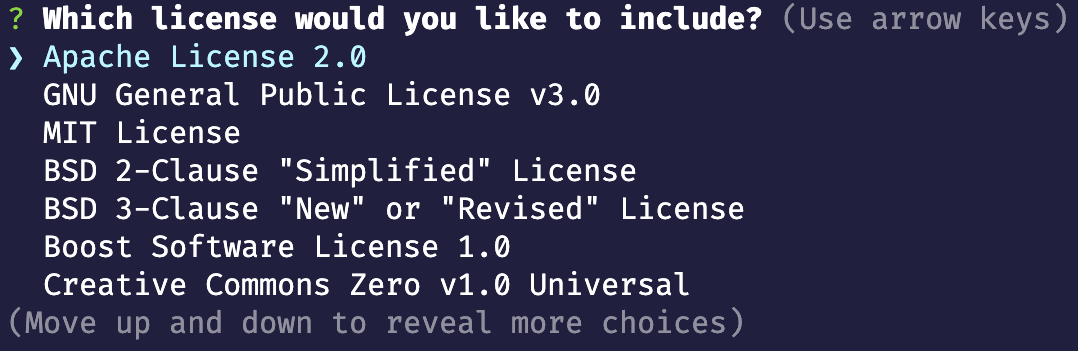 ? Which license would you like to include? (Use arrow keys)
❯ Apache License 2.0
GNU General Public License v3.0
MIT License
BSD 2-Clause "Simplified" License
BSD 3-Clause "New" or "Revised" License
Boost Software License 1.0
Creative Commons Zero v1.0 Universal
(Move up and down to reveal more choices)